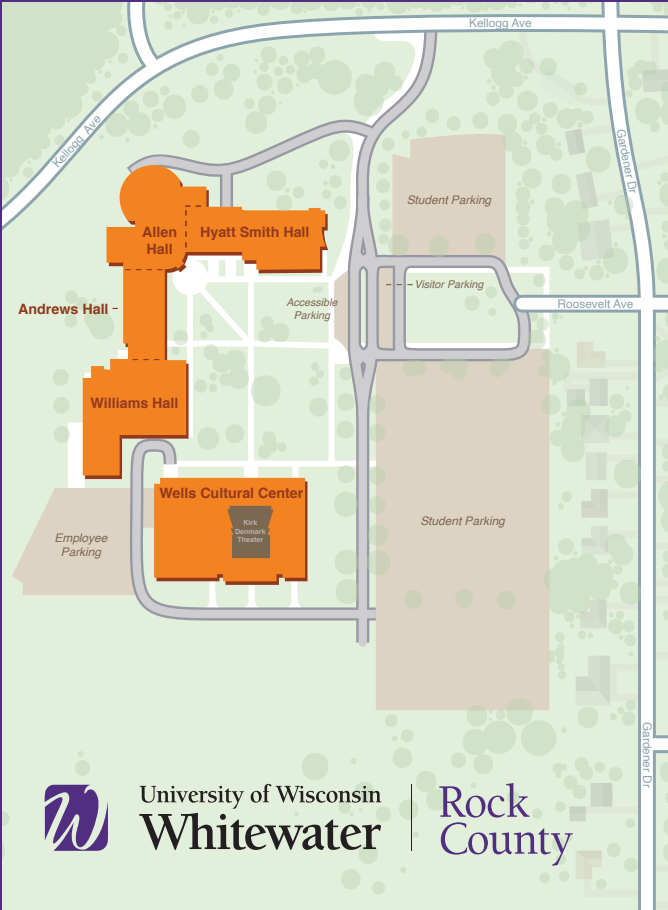 Kellogg Ave
Kellogg Ave
Gardener Dr
Student Parking
Allen
Hall
Hyatt Smith Hall
Visitor Parking
Accessible
Parking
Roosevelt Ave
Andrews Hall
Williams Hall
Wells Cultural Center
Kirk
Denmark
Theater
Student Parking
Employee
Parking
Gardener Dr
W
University of Wisconsin
Whitewater
Rock
County